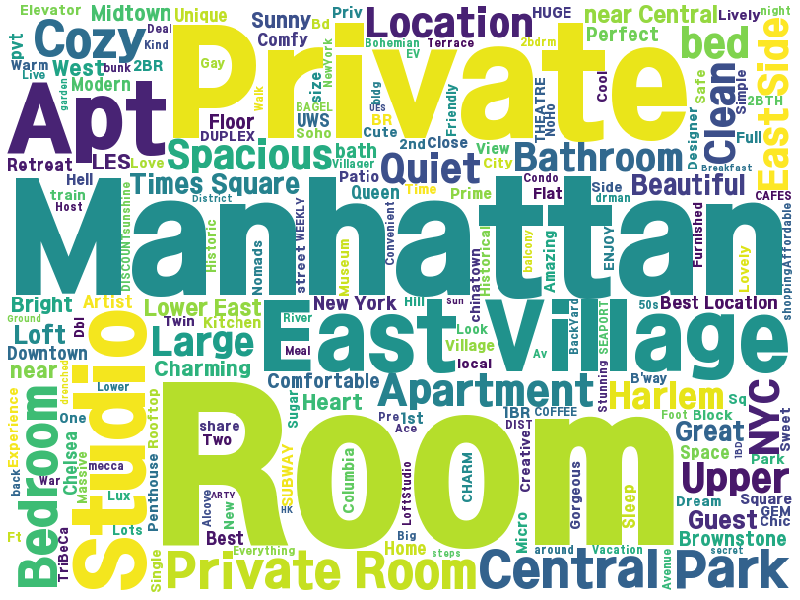 Elevator Midtown Unique Sunny Bd Priv HUGE near Central Lively night
pvt Cozy Deal Kind Comfy Location Perfect bed
Private
Gay Bohemian EV Terrace 2bdrm
Warm West 2BR Live bunk Modern garden
Apt
size NewYork bldg Walk BAGEL UES Friendly THEATRE NoHo Cool Safe Clean Simple East Side 2BTH
Floor DUPLEX UWS Soho BR Cute 2nd Close View City Designer Full
Retreat LES Love Spacious bath Villager Quiet Bathroom Breakfast
Hell Times Square Patio Queen Time Prime Condo Flat Side Beautiful
train Host District drman CAFES
Manhattan
DISCOUNT sunshine Historic Nomads street WEEKLY Museum Convenient Historical balcony Amazing ENJOY Furnished Lovely Affordable shopping
Bright Artist Lower East New York Hill Sun chinatown 50s Best Location
Ground Loft Dbl Twin Kitchen River Look
East Village
BackYard SEAPORT
Downtown Large Meal Village local Av
near Charming Comfortable Apartment Stunning B'way Harlem Sq
Studio
drenched Lower Heart Sugar Pre 1st 1BR COFFEE Foot Block NYC Sweet
Experience One Rooftop share Two Ace DIST Creative Great
Bedroom Chelsea Massive Room Space 1BD Park
back mecca War Lux Penthouse SUBWAY Columbia CHARM LoftStudio Gorgeous Sleep Upper
Lots Alcove ARTY New HK Dream Square
Guest GEM Chic
Ft TriBeCa Best Big Micro Brownstone
Single Everything Home steps around Vacation secret
Private Room Central Park Avenue